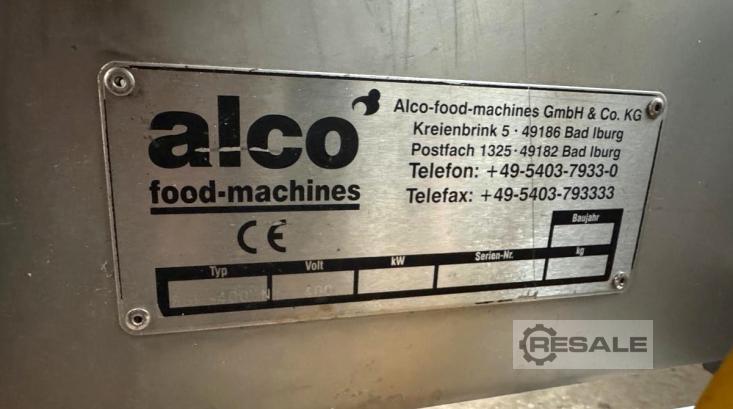 alco
food-machines
Alco-food-machines GmbH & Co. KG
Kreienbrink 5 · 49186 Bad Iburg
Postfach 1325 · 49182 Bad Iburg
Telefon: +49-5403-7933-0
Telefax: +49-5403-793333
CE
Baujahr
Typ Volt kW Serien-Nr. kg
400
RESALE